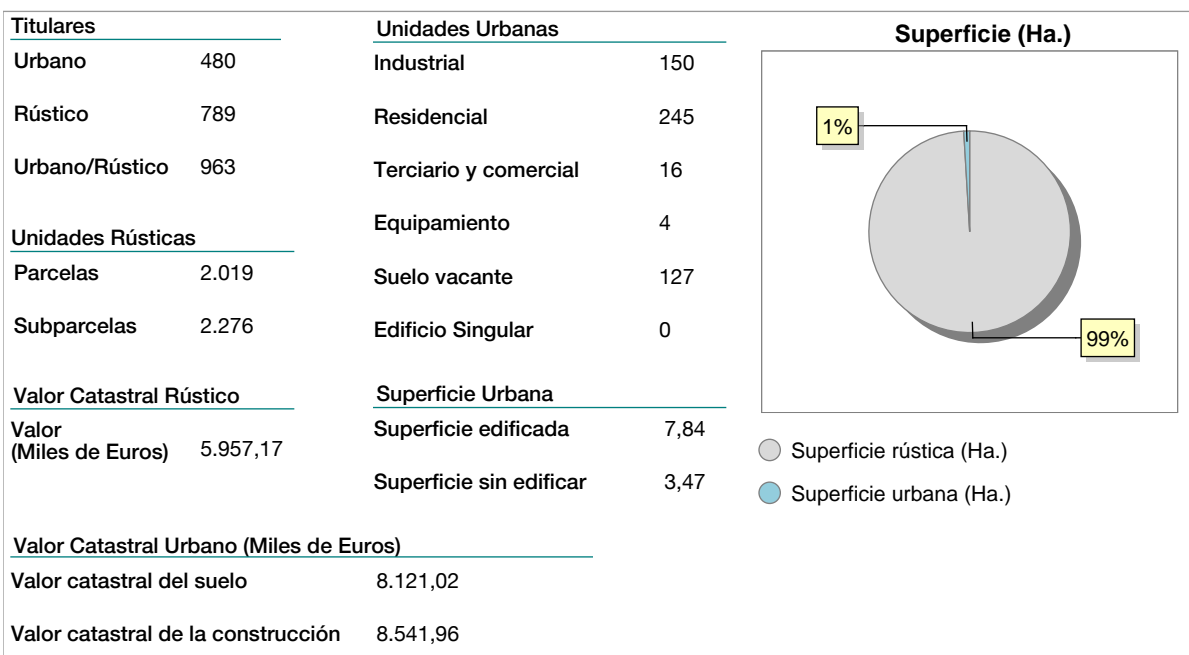 Titulares
Urbano 480
Rústico 789
Urbano/Rústico 963
Unidades Rústicas
Parcelas 2.019
Subparcelas 2.276
Valor Catastral Rústico
Valor
(Miles de Euros) 5.957,17
Unidades Urbanas
Industrial 150
Residencial 245
Terciario y comercial 16
Equipamiento 4
Suelo vacante 127
Edificio Singular 0
Superficie Urbana
Superficie edificada 7,84
Superficie sin edificar 3,47
Valor Catastral Urbano (Miles de Euros)
Valor catastral del suelo 8.121,02
Valor catastral de la construcción 8.541,96
Superficie (Ha.)
1%
99%
Superficie rústica (Ha.)
Superficie urbana (Ha.)